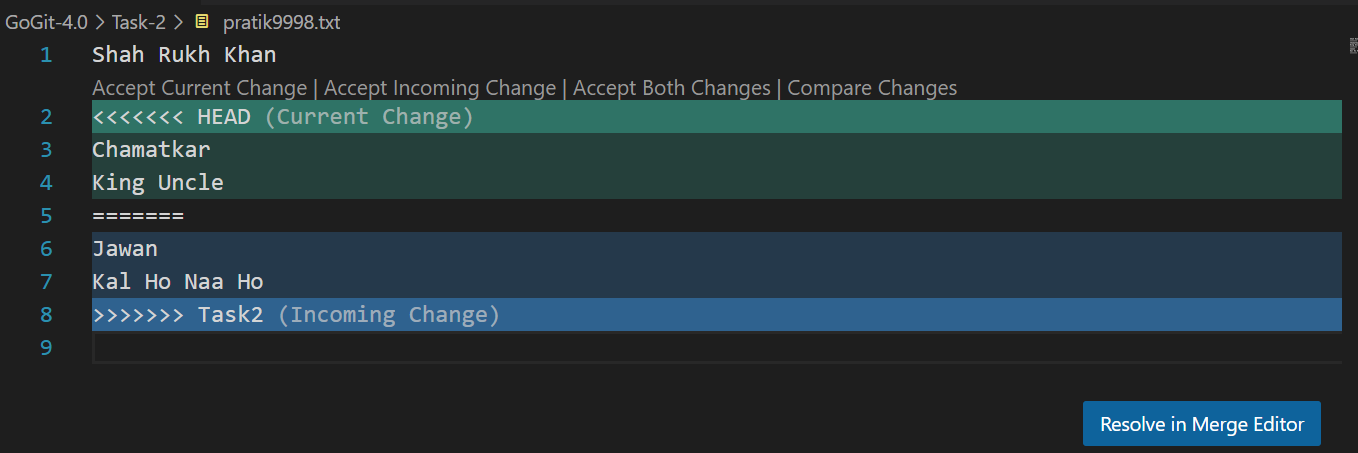 GoGit-4.0 > Task-2 > pratik9998.txt
1 Shah Rukh Khan
Accept Current Change | Accept Incoming Change | Accept Both Changes | Compare Changes
2 <<<<<<< HEAD (Current Change)
3 Chamatkar
4 King Uncle
5 =======
6 Jawan
7 Kal Ho Naa Ho
8 >>>>>>> Task2 (Incoming Change)
9
Resolve in Merge Editor